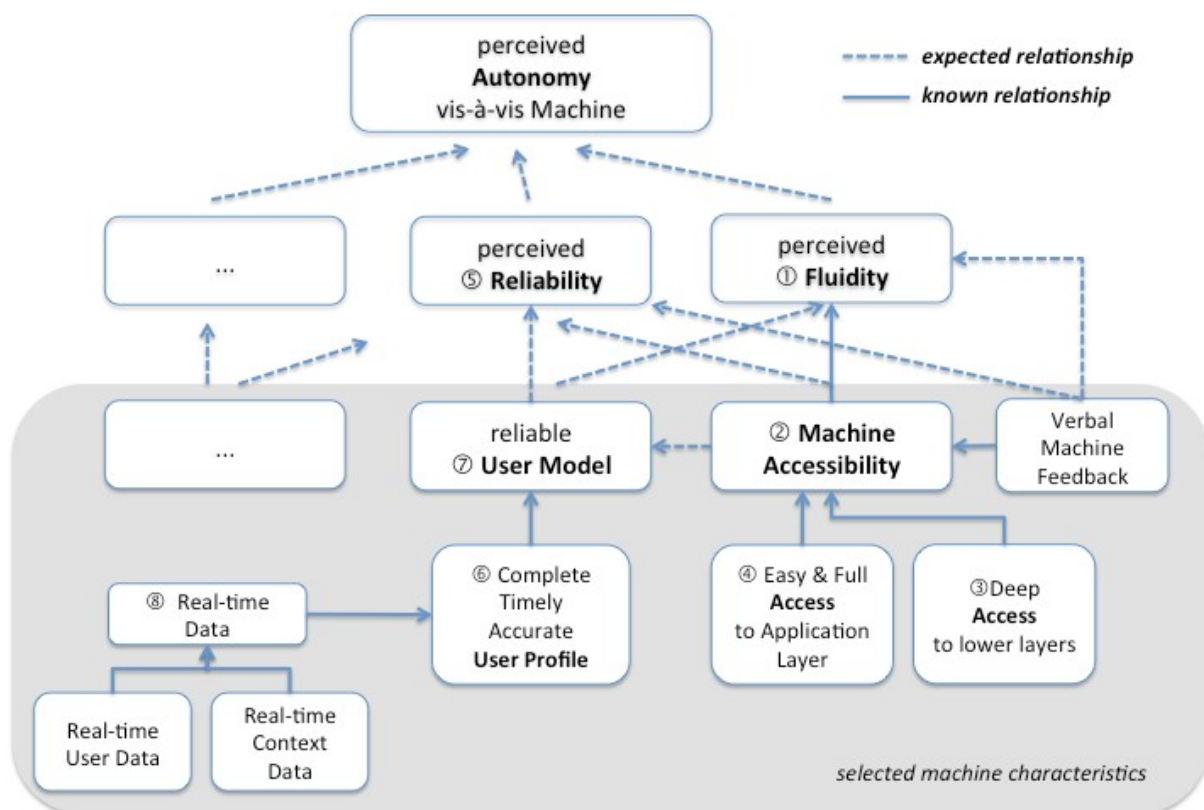 perceived
Autonomy
vis-à-vis Machine
expected relationship
known relationship
...
perceived
⑤ Reliability
perceived
① Fluidity
...
reliable
⑦ User Model
② Machine
Accessibility
Verbal
Machine
Feedback
⑧ Real-time
Data
⑥ Complete
Timely
Accurate
User Profile
④ Easy & Full
Access
to Application
Layer
③Deep
Access
to lower layers
Real-time
User Data
Real-time
Context
Data
selected machine characteristics